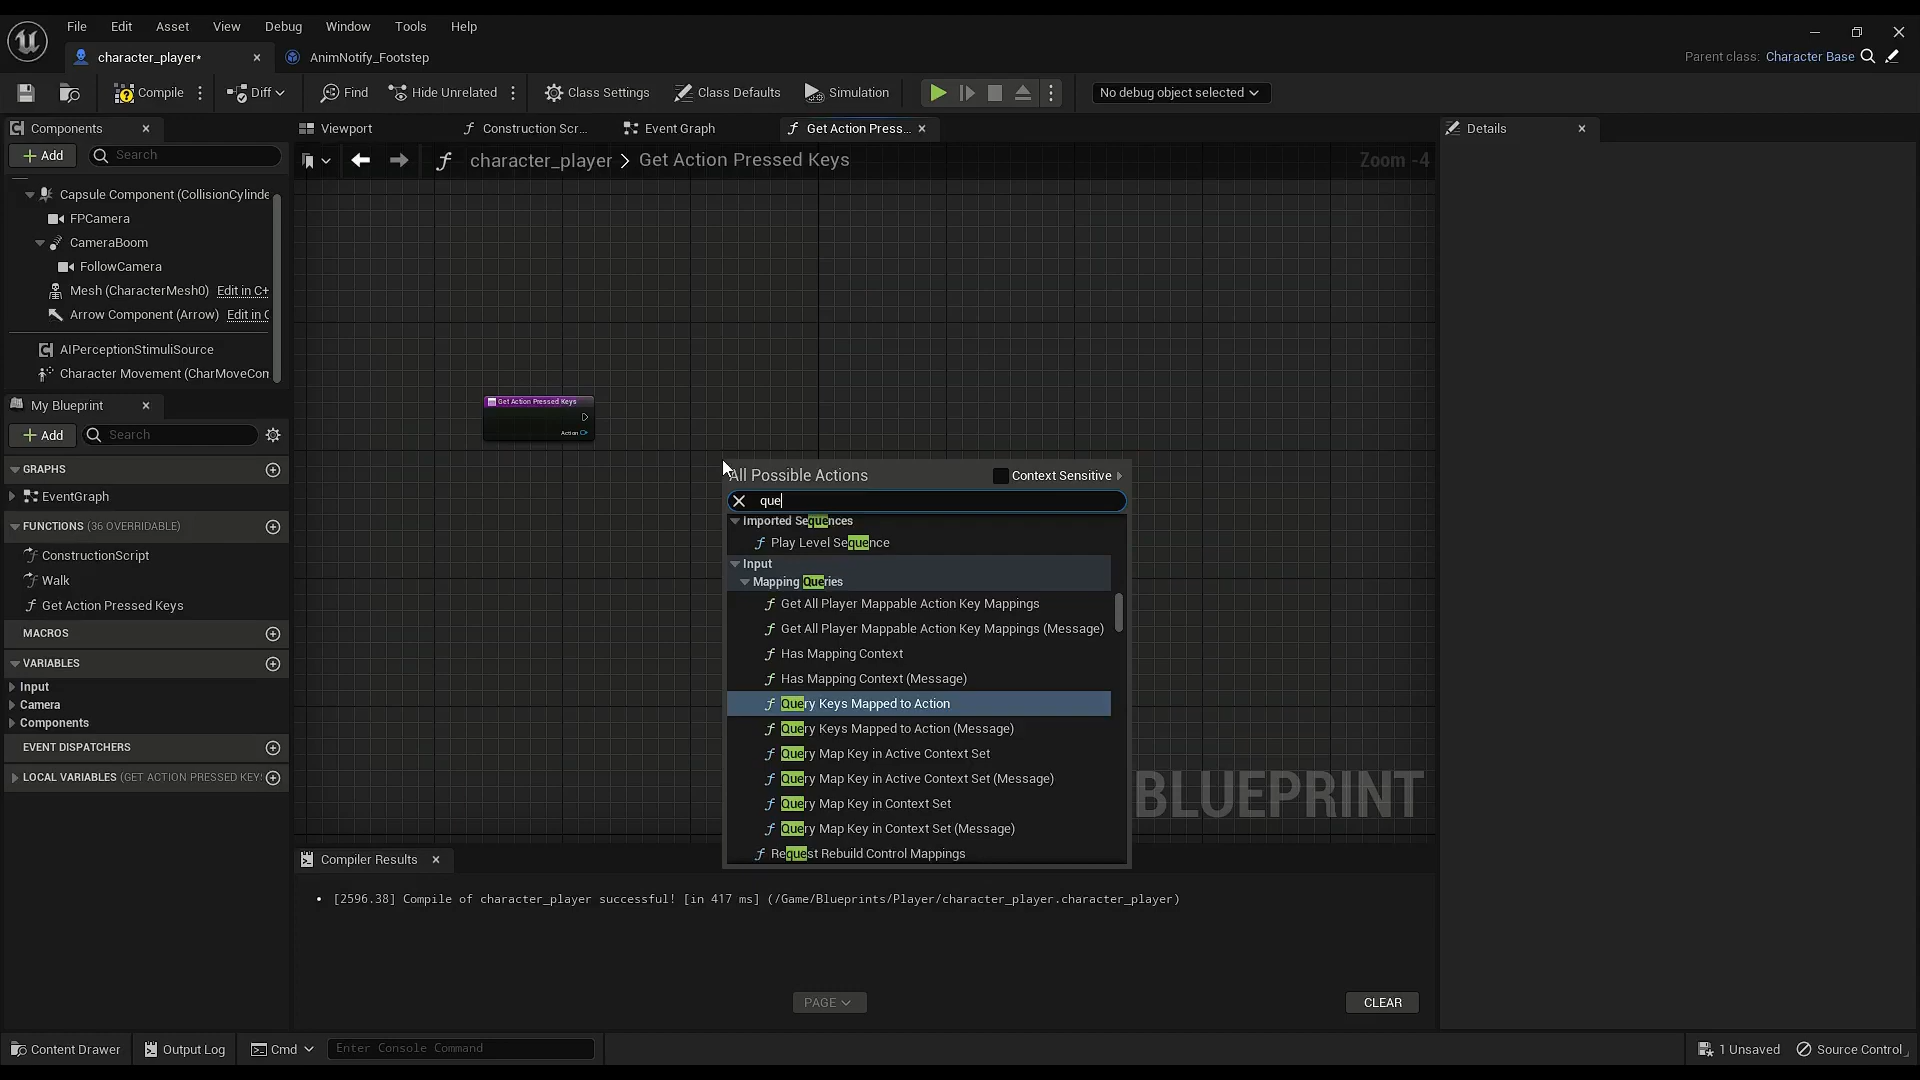 File Edit Asset View Debug Window Tools Help
character_player* AnimNotify_Footstep
Parent class: Character Base
Compile Diff Find Hide Unrelated Class Settings Class Defaults Simulation No debug object selected
Components
Add Search
Capsule Component (CollisionCylinde
FPCamera
CameraBoom
FollowCamera
Mesh (CharacterMesh0) Edit in C+
Arrow Component (Arrow) Edit in C
AIPerceptionStimuliSource
Character Movement (CharMoveCon
My Blueprint
Add Search
GRAPHS
EventGraph
FUNCTIONS (36 OVERRIDABLE)
ConstructionScript
Walk
Get Action Pressed Keys
MACROS
VARIABLES
Input
Camera
Components
EVENT DISPATCHERS
LOCAL VARIABLES (GET ACTION PRESSED KEY
Viewport Construction Scr... Event Graph Get Action Press...
character_player > Get Action Pressed Keys
Zoom -4
Get Action Pressed Keys
Action
All Possible Actions Context Sensitive
que
Imported Sequences
Play Level Sequence
Input
Mapping Queries
Get All Player Mappable Action Key Mappings
Get All Player Mappable Action Key Mappings (Message)
Has Mapping Context
Has Mapping Context (Message)
Query Keys Mapped to Action
Query Keys Mapped to Action (Message)
Query Map Key in Active Context Set
Query Map Key in Active Context Set (Message)
Query Map Key in Context Set
Query Map Key in Context Set (Message)
Request Rebuild Control Mappings
BLUEPRINT
Compiler Results
[2596.38] Compile of character_player successful! [in 417 ms] (/Game/Blueprints/Player/character_player.character_player)
PAGE
CLEAR
Details
Content Drawer Output Log Cmd Enter Console Command
1 Unsaved Source Control